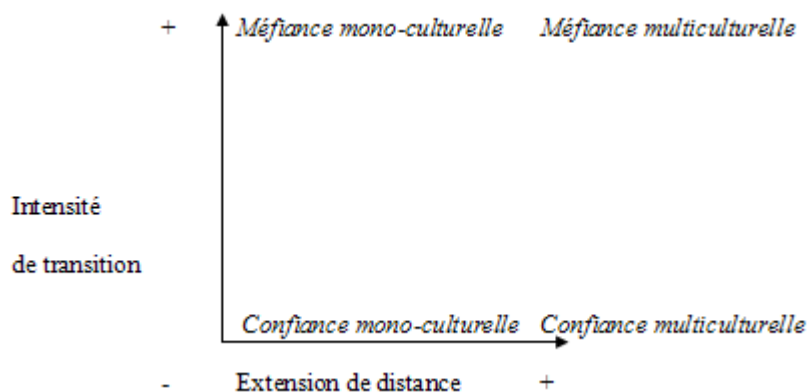 + Méfiance mono-culturelle Méfiance multiculturelle
Intensité
de transition
Confiance mono-culturelle Confiance multiculturelle
- Extension de distance +